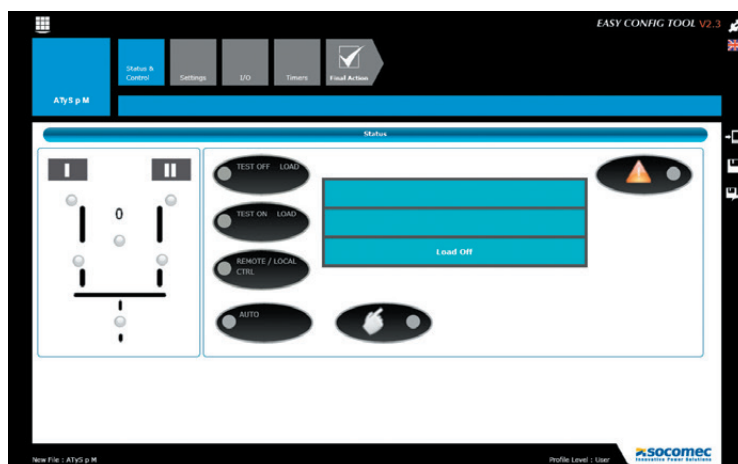 EASY CONFIG TOOL V2.3
Status &
Control
Settings
I/O
Timers
Final Action
ATyS p M
Status
I
II
0
TEST OFF LOAD
TEST ON LOAD
REMOTE / LOCAL
CTRL
AUTO
Load Off
New File : ATyS p M
Profile Level : User
socomec
Innovative Power Solutions